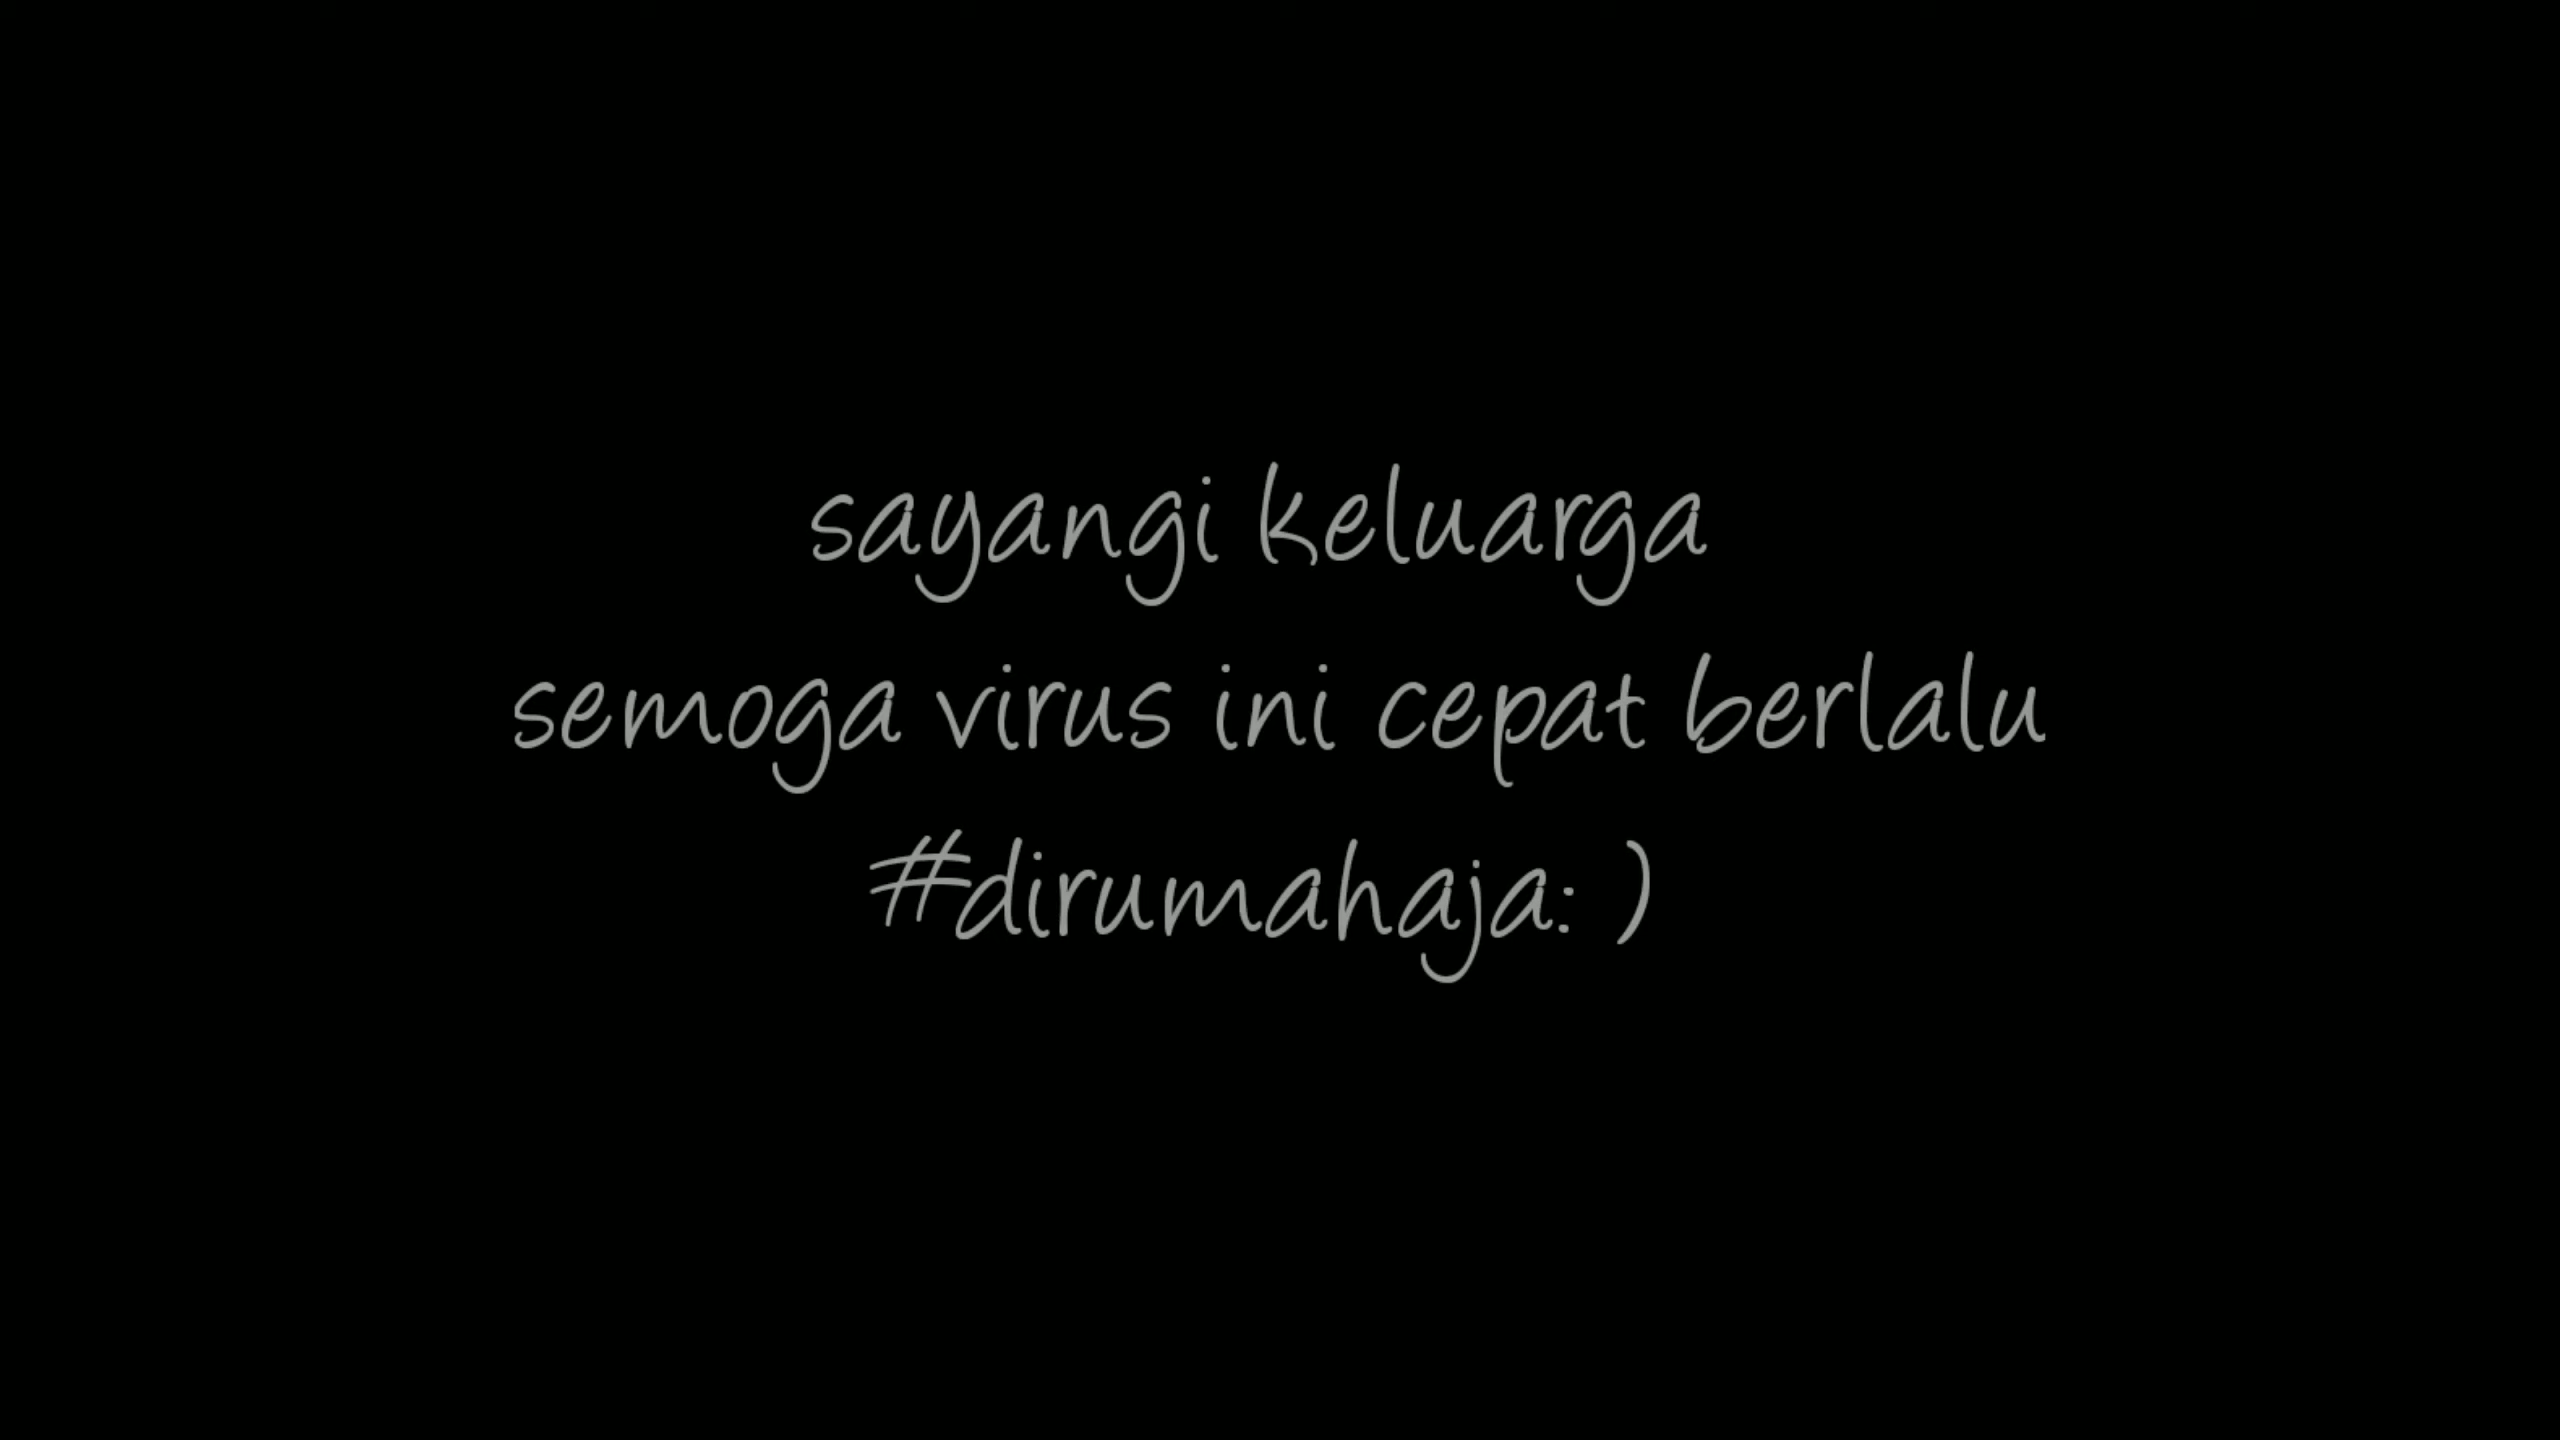 sayangi keluarga
semoga virus ini cepat berlalu
#dirumahaja: )